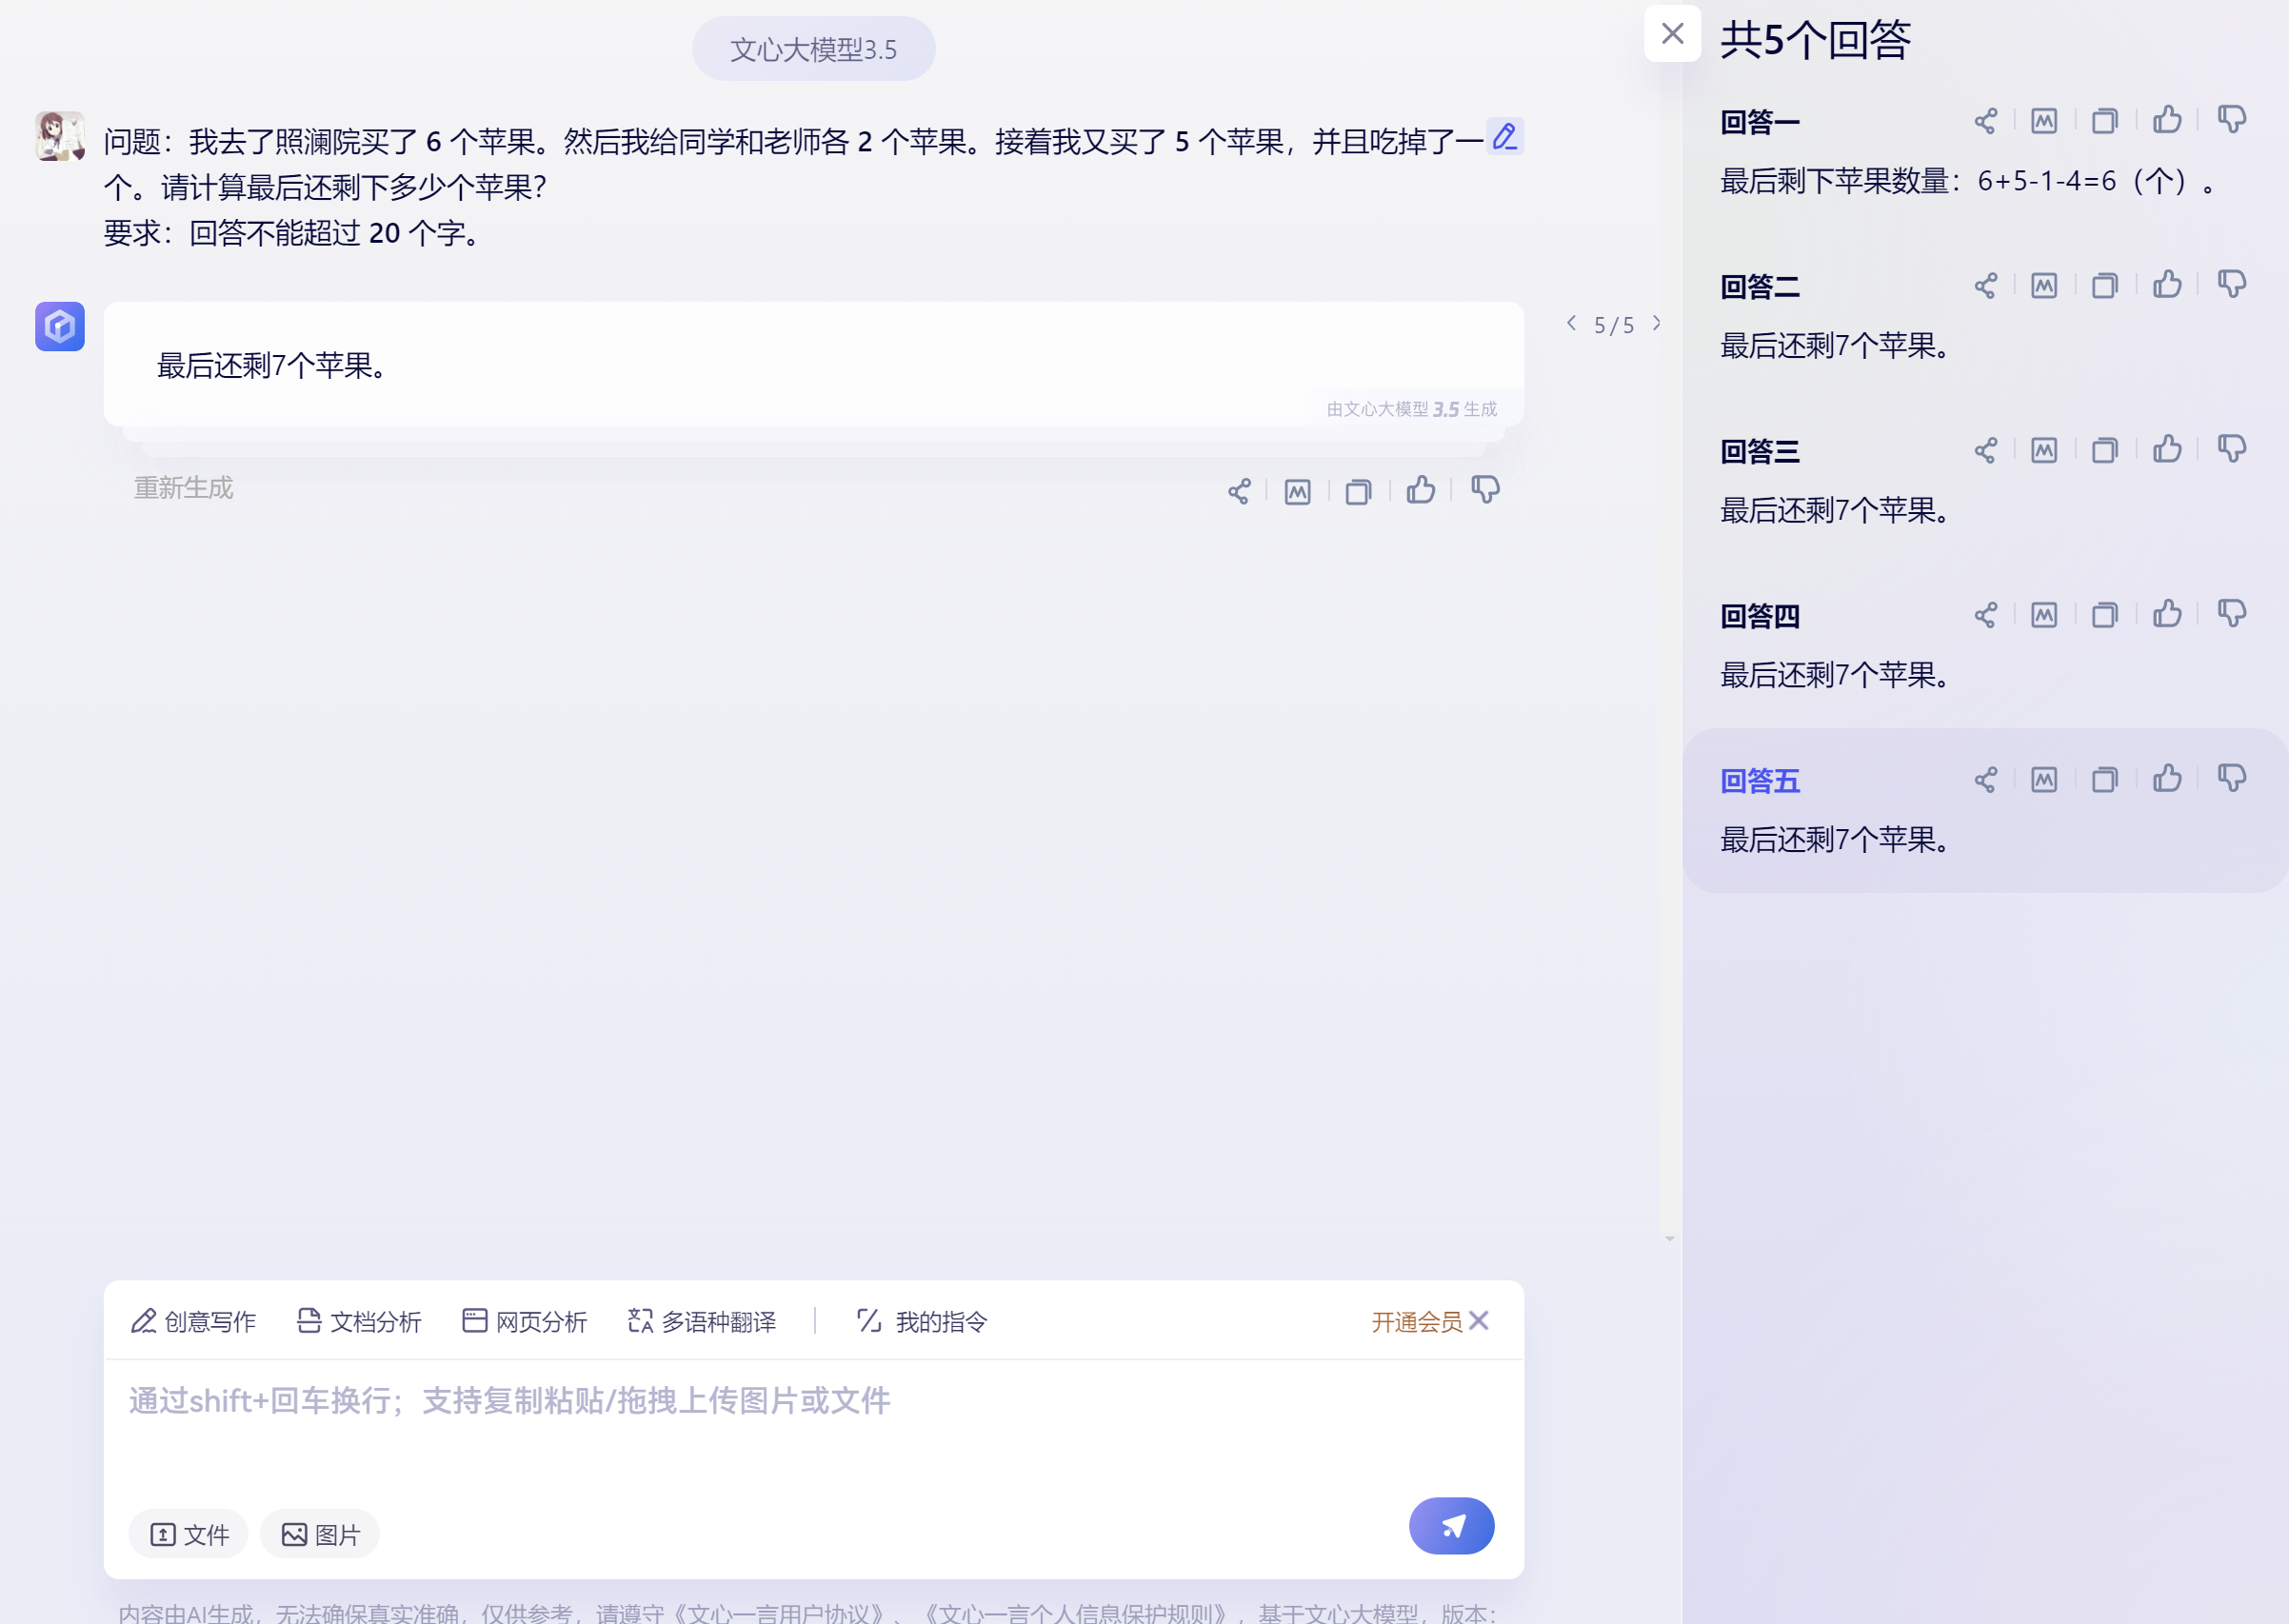 文心大模型3.5
问题：我去了照澜院买了 6 个苹果。然后我给同学和老师各 2 个苹果。接着我又买了 5 个苹果，并且吃掉了一
个。请计算最后还剩下多少个苹果？
要求：回答不能超过 20 个字。
最后还剩7个苹果。
5/5
由文心大模型 3.5 生成
重新生成
创意写作 文档分析 网页分析 多语种翻译 我的指令 开通会员
通过shift+回车换行；支持复制粘贴/拖拽上传图片或文件
文件 图片
内容由AI生成，无法确保真实准确，仅供参考，请遵守《文心一言用户协议》、《文心一言个人信息保护规则》，基于文心大模型，版本：
共5个回答
回答一
最后剩下苹果数量：6+5-1-4=6（个）。
回答二
最后还剩7个苹果。
回答三
最后还剩7个苹果。
回答四
最后还剩7个苹果。
回答五
最后还剩7个苹果。